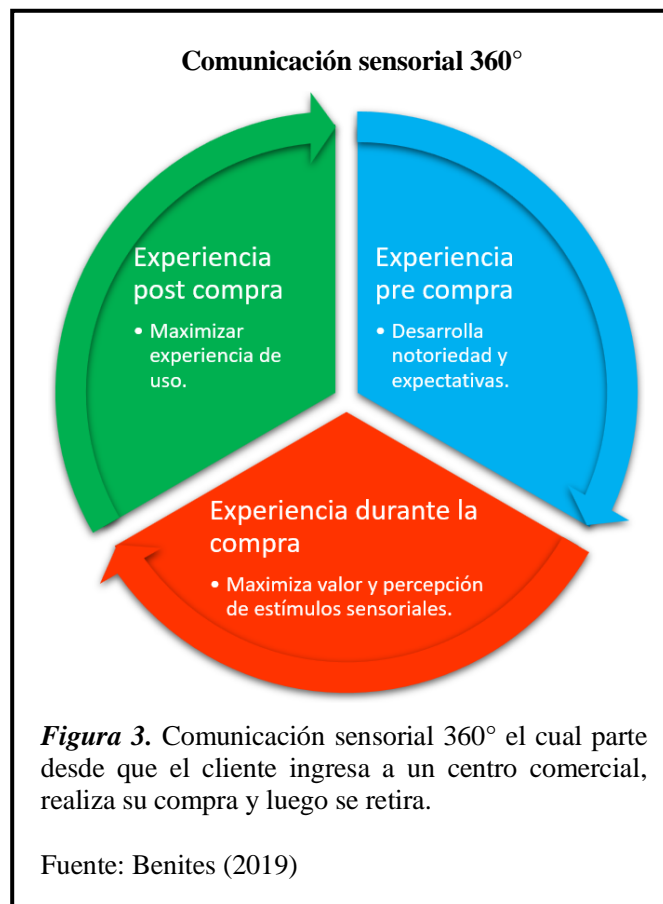 Comunicación sensorial 360°
Experiencia
post compra
• Maximizar
experiencia de
uso.
Experiencia
pre compra
• Desarrolla
notoriedad y
expectativas.
Experiencia durante la
compra
• Maximiza valor y percepción
de estímulos sensoriales.
Figura 3. Comunicación sensorial 360° el cual parte
desde que el cliente ingresa a un centro comercial,
realiza su compra y luego se retira.
Fuente: Benites (2019)